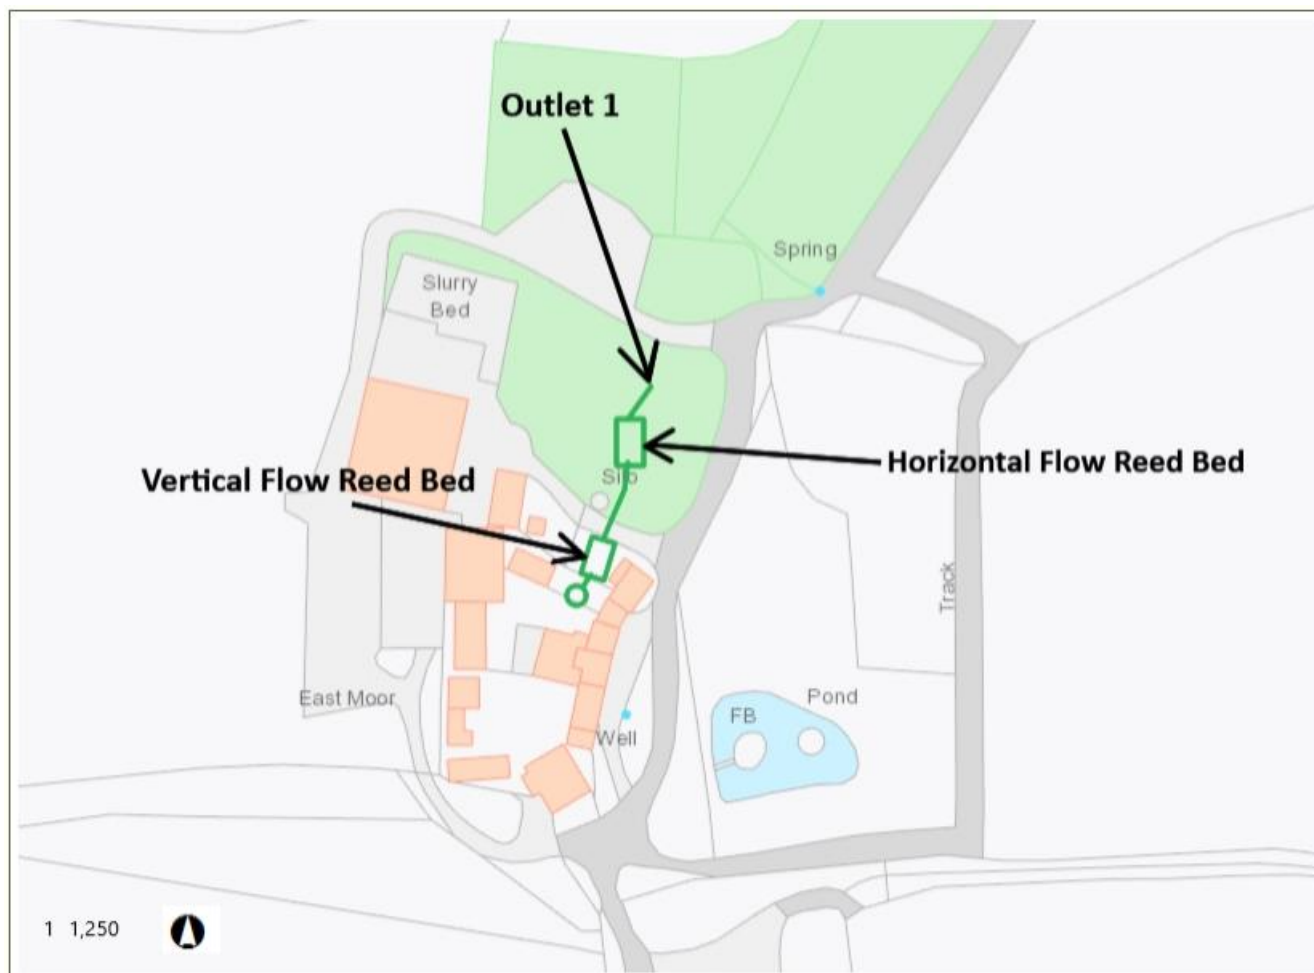 Outlet 1
Spring
Slurry
Bed
Vertical Flow Reed Bed
Horizontal Flow Reed Bed
Silo
Track
East Moor
FB
Pond
Well
1 1,250